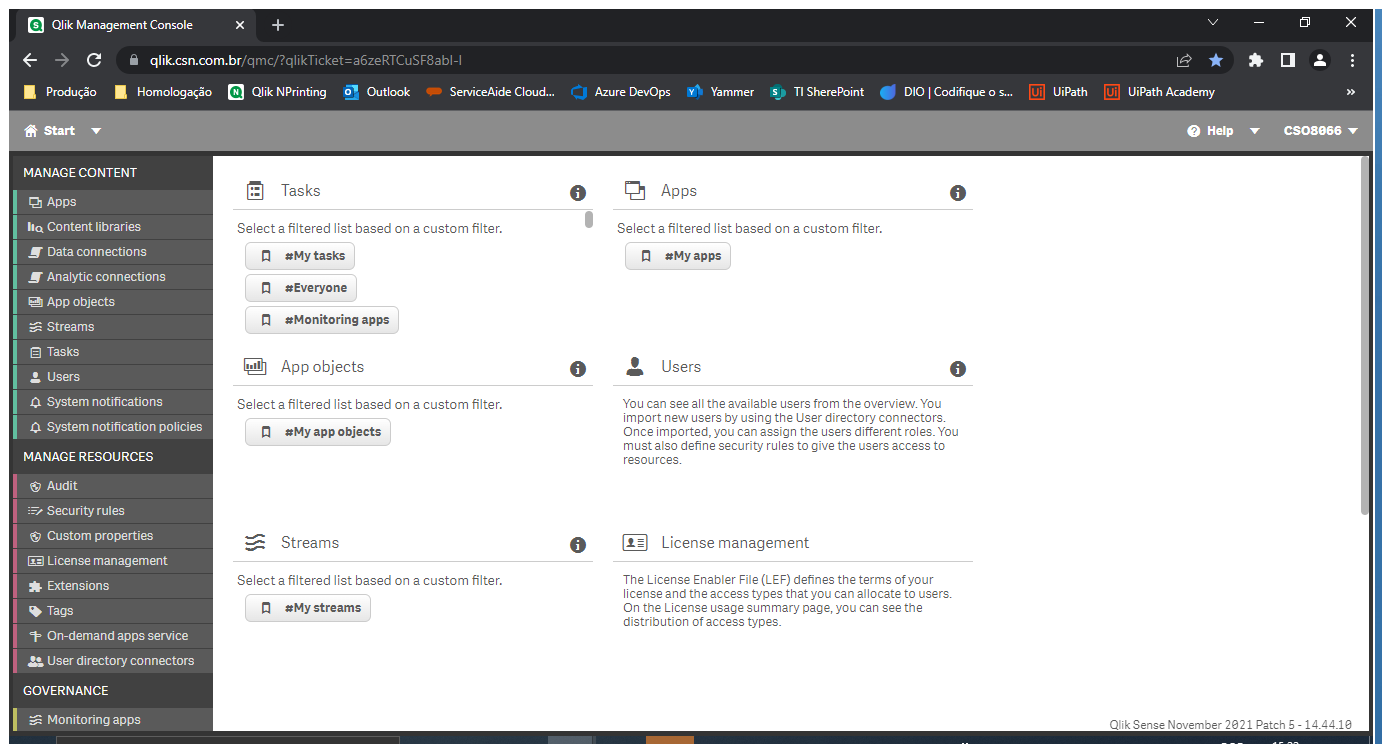 Qlik Management Console
qlik.csn.com.br/qmc/?qlikTicket=a6zeRTCuSF8abl-I
Produção Homologação Qlik NPrinting Outlook ServiceAide Cloud... Azure DevOps Yammer TI SherePoint DIO | Codifique o s... UiPath UiPath Academy »
Start Help CSO8066
MANAGE CONTENT
Apps
Content libraries
Data connections
Analytic connections
App objects
Streams
Tasks
Users
System notifications
System notification policies
MANAGE RESOURCES
Audit
Security rules
Custom properties
License management
Extensions
Tags
On-demand apps service
User directory connectors
GOVERNANCE
Monitoring apps
Tasks
Select a filtered list based on a custom filter.
#My tasks
#Everyone
#Monitoring apps
Apps
Select a filtered list based on a custom filter.
#My apps
App objects
Select a filtered list based on a custom filter.
#My app objects
Users
You can see all the available users from the overview. You
import new users by using the User directory connectors.
Once imported, you can assign the users different roles. You
must also define security rules to give the users access to
resources.
Streams
Select a filtered list based on a custom filter.
#My streams
License management
The License Enabler File (LEF) defines the terms of your
license and the access types that you can allocate to users.
On the License usage summary page, you can see the
distribution of access types.
Qlik Sense November 2021 Patch 5 - 14.44.10